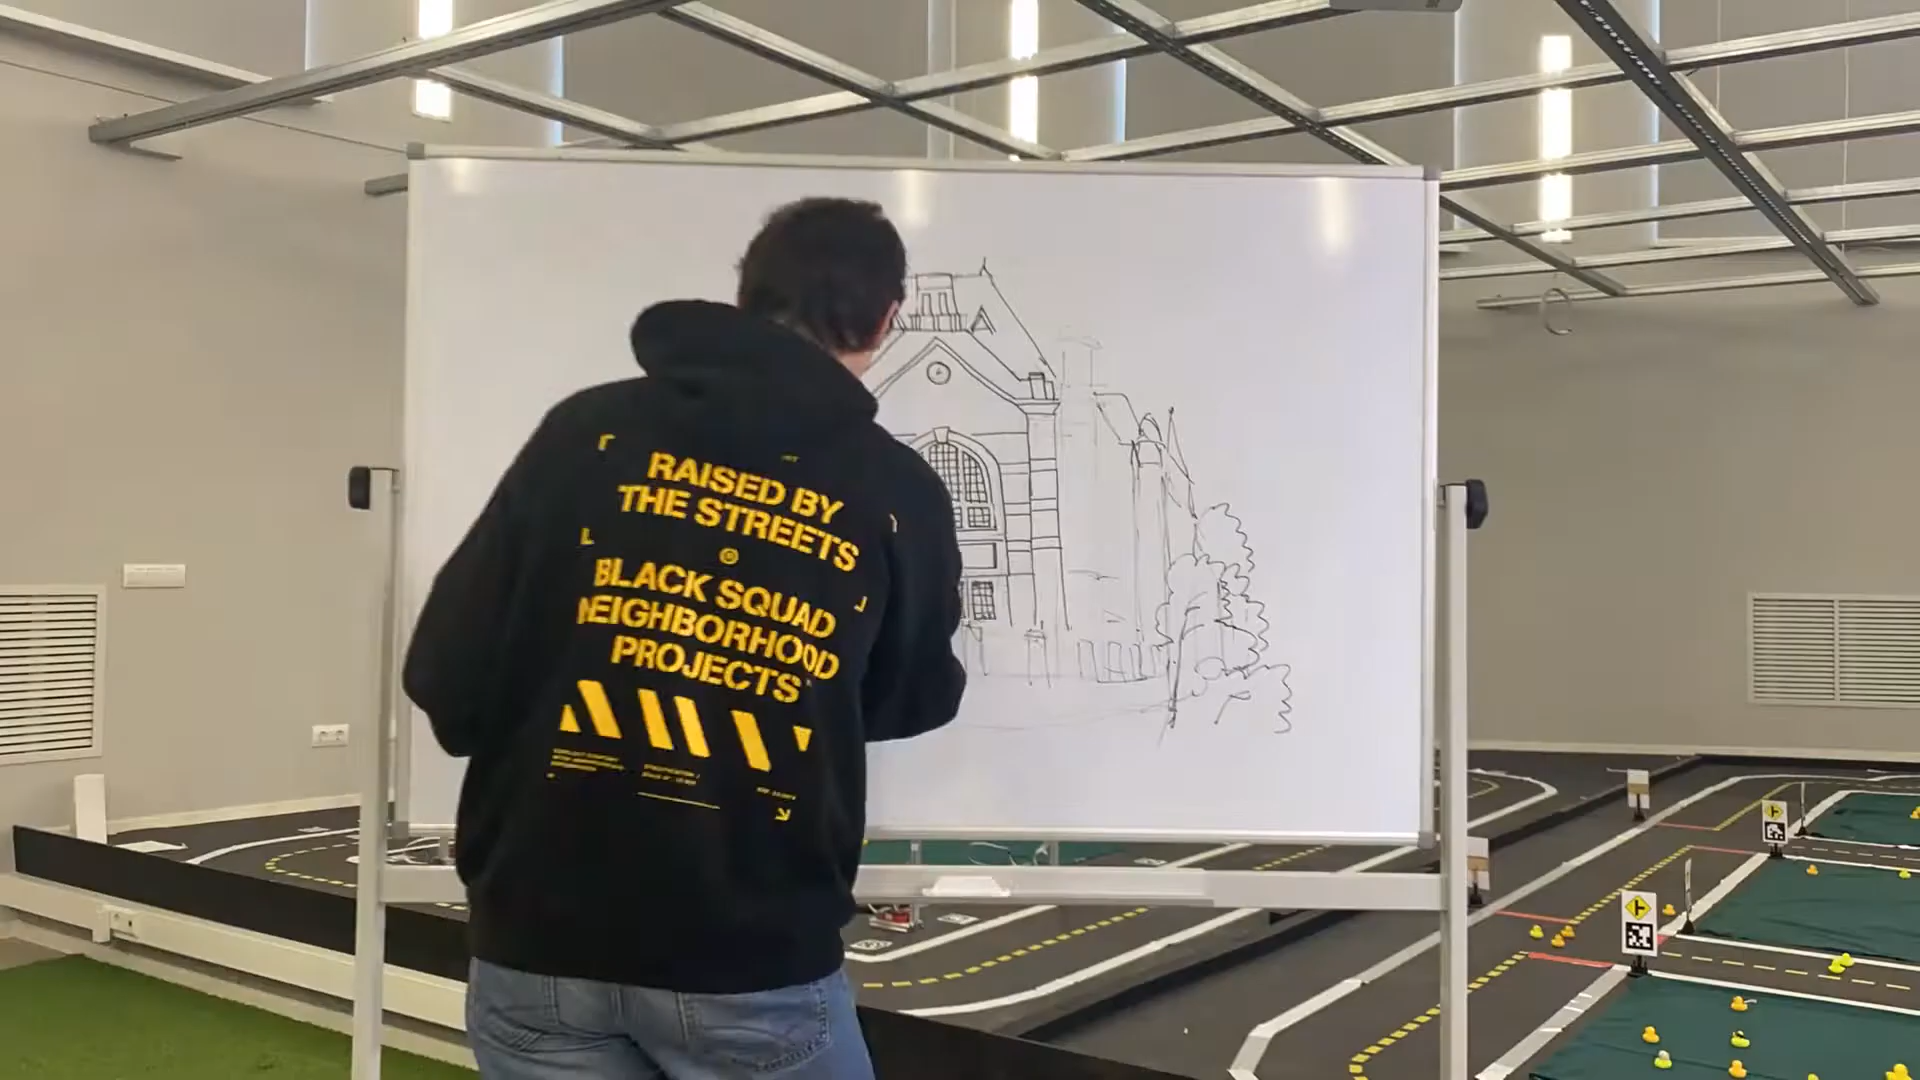 RAISED BY
THE STREETS
BLACK SQUAD
NEIGHBORHOOD
PROJECTS